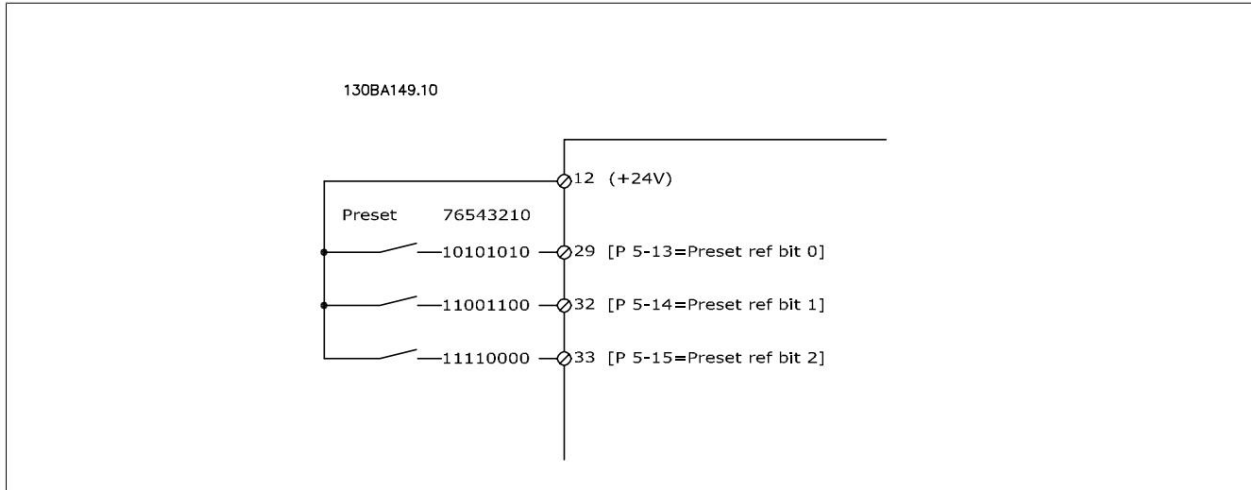 130BA149.10
12 (+24V)
Preset 76543210
10101010 29 [P 5-13=Preset ref bit 0]
11001100 32 [P 5-14=Preset ref bit 1]
11110000 33 [P 5-15=Preset ref bit 2]